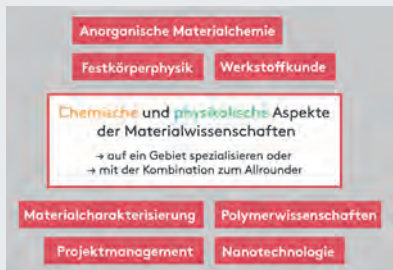 Anorganische Materialchemie
Festkörperphysik
Werkstoffkunde
Chemische und physikalische Aspekte
der Materialwissenschaften
→ auf ein Gebiet spezialisieren oder
→ mit der Kombination zum Allrounder
Materialcharakterisierung
Polymerwissenschaften
Projektmanagement
Nanotechnologie